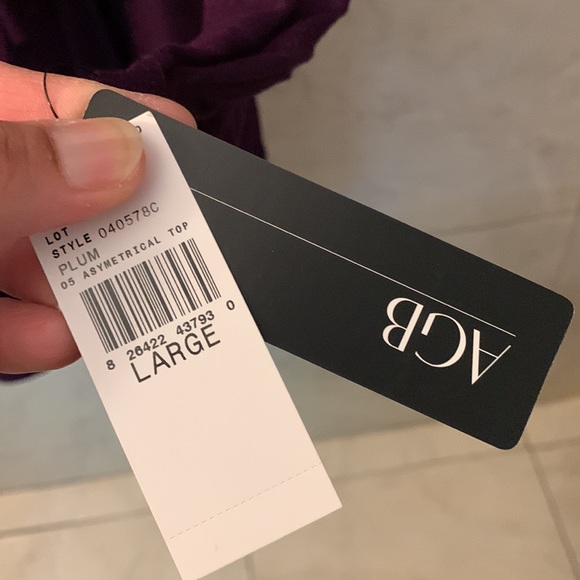 LOT
STYLE 040578C
PLUM
05 ASYMETRICAL TOP
8 26422 43793 0
LARGE
AGB